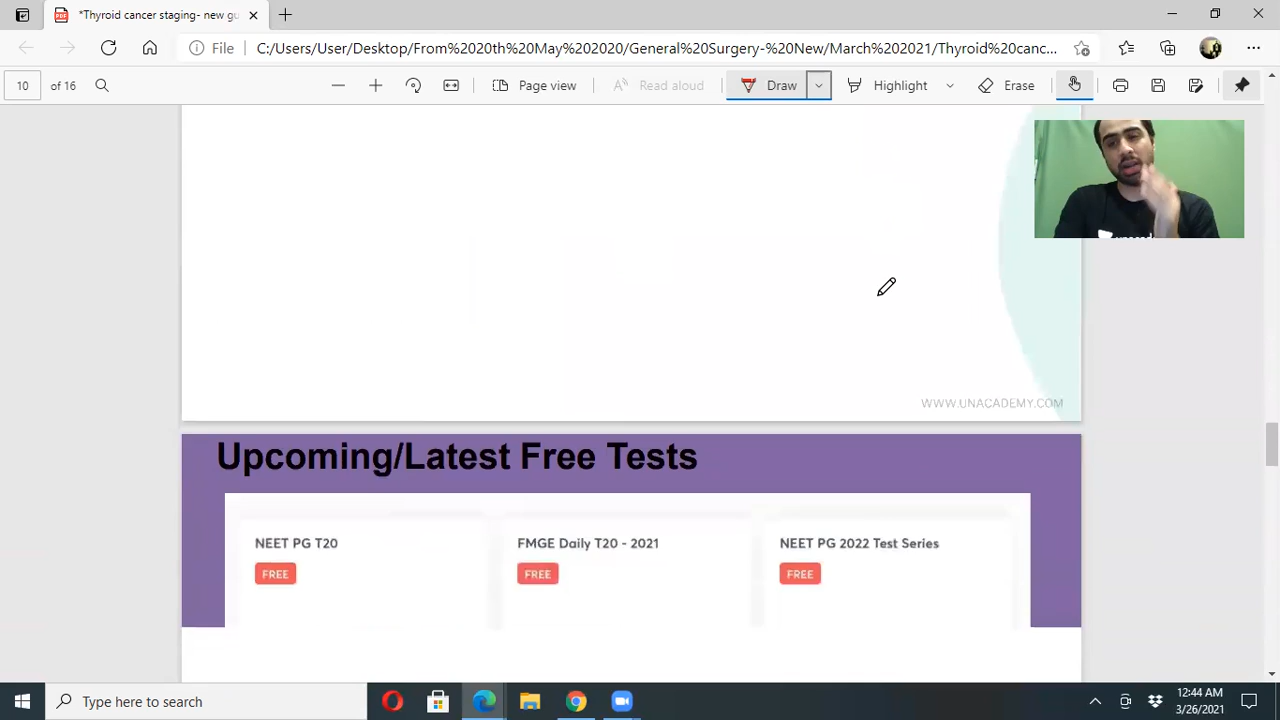 *Thyroid cancer staging- new gu
File
C:/Users/User/Desktop/From%2020th%20May%202020/General%20Surgery-%20New/March%202021/Thyroid%20canc...
10 of 16
Page view
Read aloud
Draw
Highlight
Erase
WWW.UNACADEMY.COM
Upcoming/Latest Free Tests
NEET PG T20
FMGE Daily T20 - 2021
NEET PG 2022 Test Series
FREE
FREE
FREE
Type here to search
12:44 AM
3/26/2021